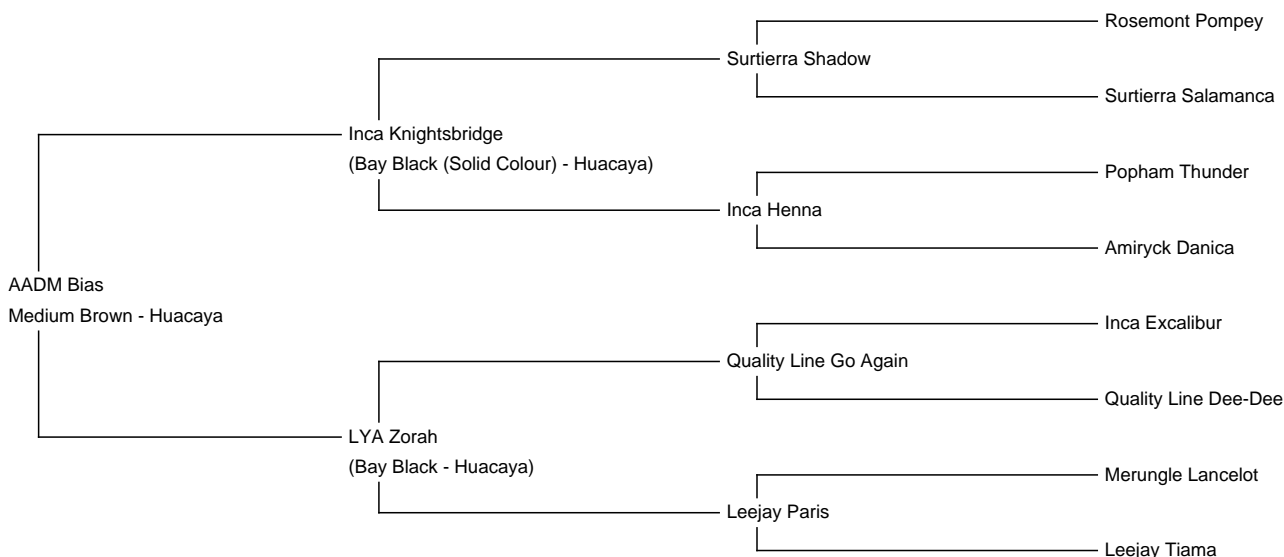 Rosemont Pompey
Surtierra Shadow
Surtierra Salamanca
Inca Knightsbridge
(Bay Black (Solid Colour) - Huacaya)
Popham Thunder
Inca Henna
Amiryck Danica
AADM Bias
Medium Brown - Huacaya
Inca Excalibur
Quality Line Go Again
Quality Line Dee-Dee
LYA Zorah
(Bay Black - Huacaya)
Merungle Lancelot
Leejay Paris
Leejay Tiama